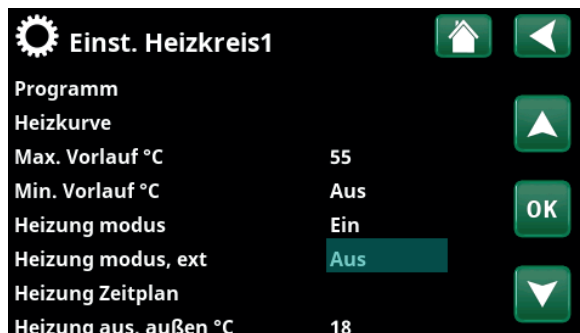 Einst. Heizkreis1
Programm
Heizkurve
Max. Vorlauf °C 55
Min. Vorlauf °C Aus
Heizung modus Ein
OK
Heizung modus, ext Aus
Heizung Zeitplan
Heizung aus, außen °C 18